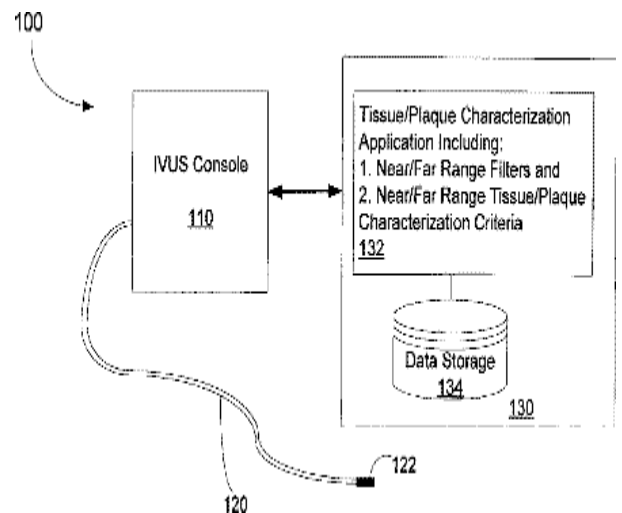 100
IVUS Console
110
Tissue/Plaque Characterization
Application Including:
1. Near/Far Range Filters and
2. Near/Far Range Tissue/Plaque
Characterization Criteria
132
Data Storage
134
130
122
120